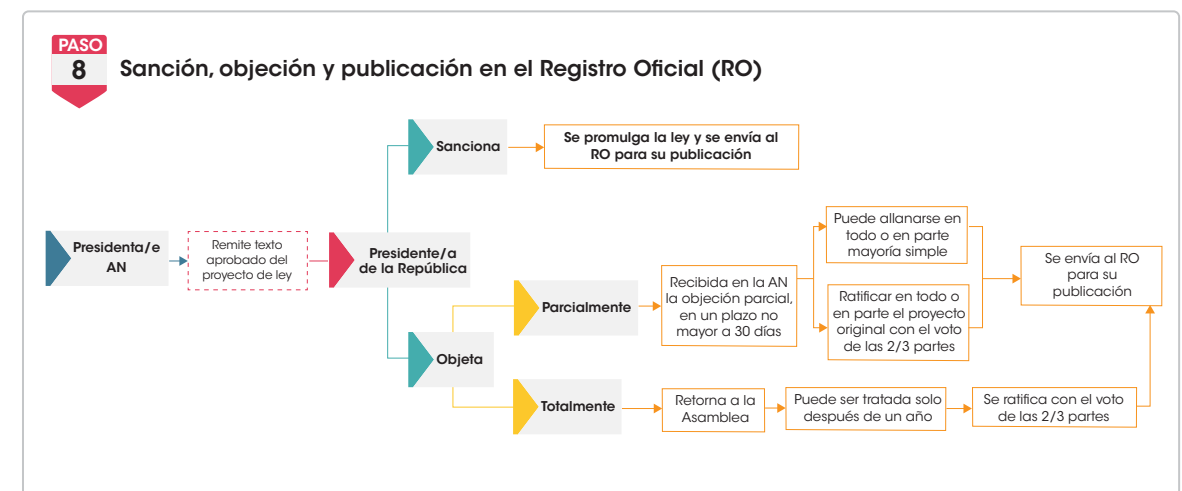 PASO
8
Sanción, objeción y publicación en el Registro Oficial (RO)
Sanciona
Se promulga la ley y se envía al
RO para su publicación
Presidenta/e
AN
Remite texto
aprobado del
proyecto de ley
Presidente/a
de la República
Objeta
Parcialmente
Recibida en la AN
la objeción parcial,
en un plazo no
mayor a 30 días
Puede allanarse en
todo o en parte
mayoría simple
Ratificar en todo o
en parte el proyecto
original con el voto
de las 2/3 partes
Se envía al RO
para su
publicación
Totalmente
Retorna a la
Asamblea
Puede ser tratada solo
después de un año
Se ratifica con el voto
de las 2/3 partes